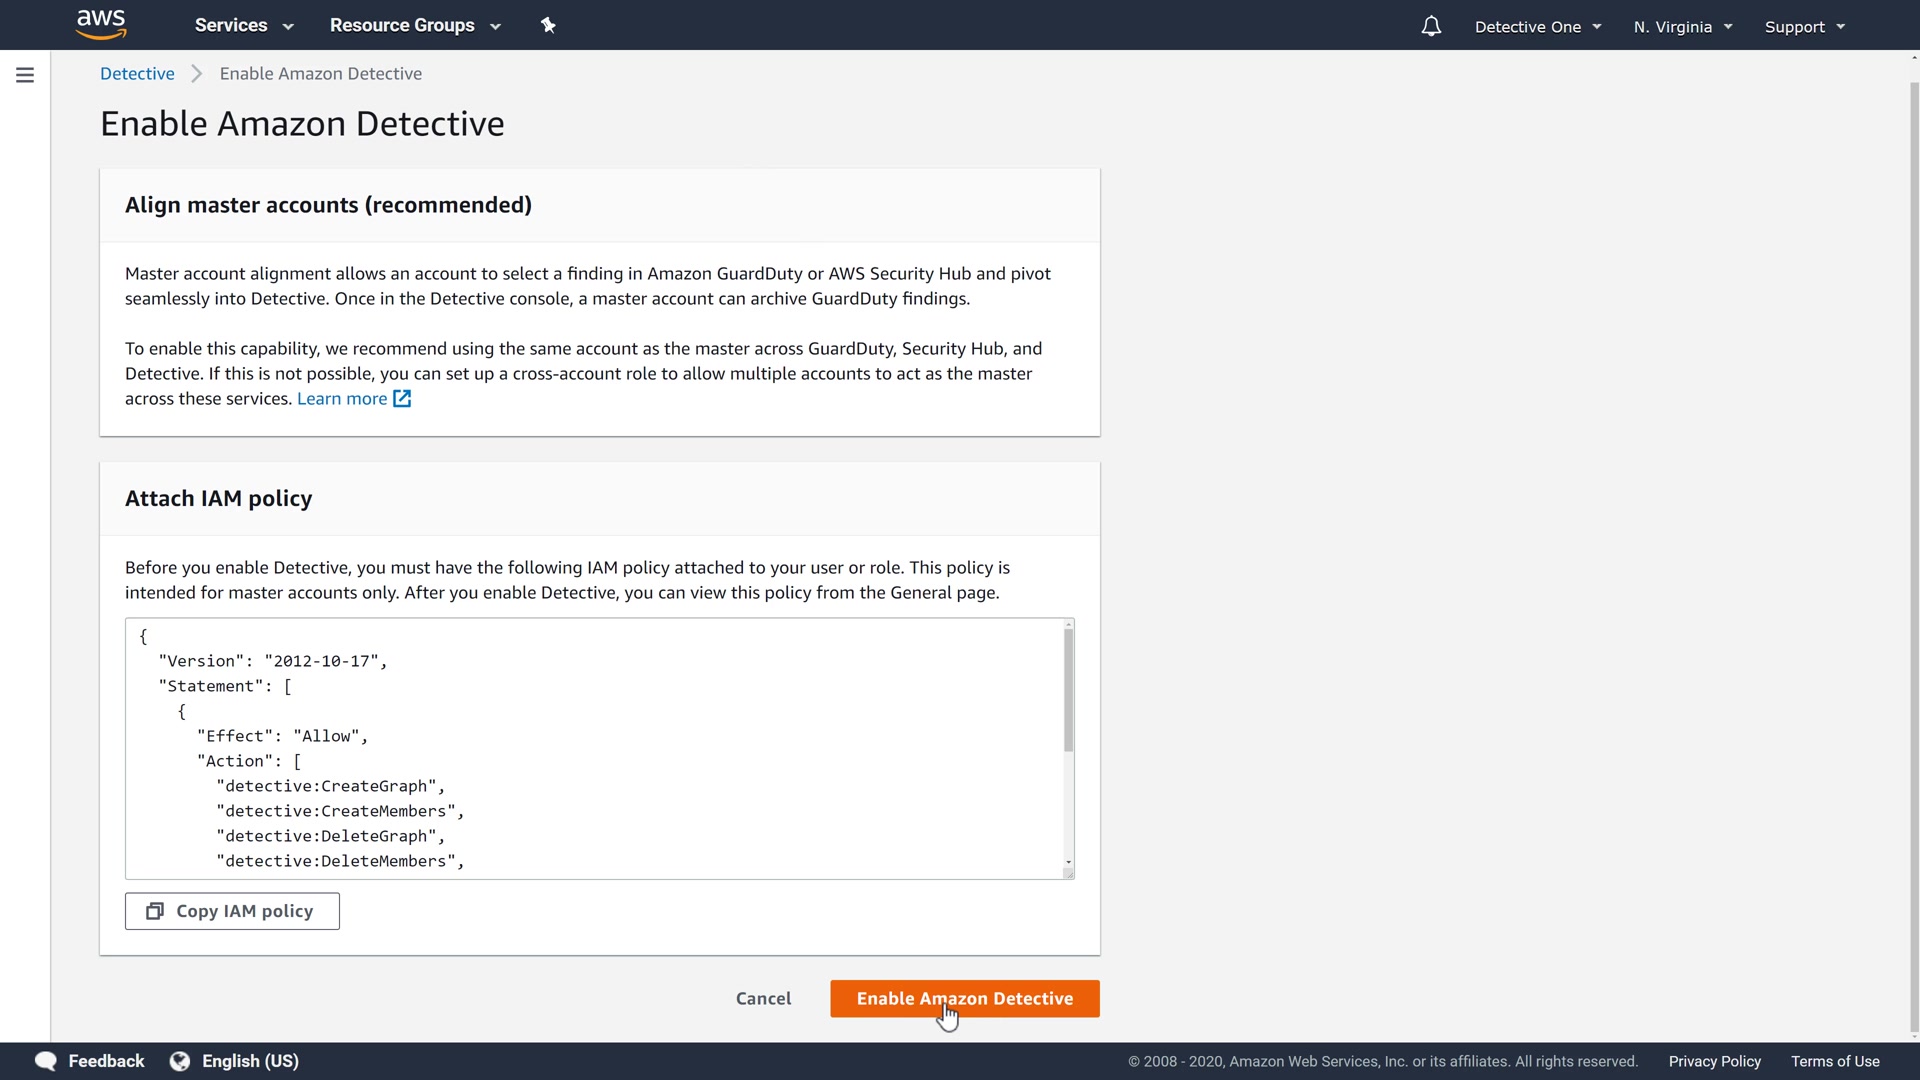 aws
Services
Resource Groups
Detective One
N. Virginia
Support
Detective
Enable Amazon Detective
Enable Amazon Detective
Align master accounts (recommended)
Master account alignment allows an account to select a finding in Amazon GuardDuty or AWS Security Hub and pivot
seamlessly into Detective. Once in the Detective console, a master account can archive GuardDuty findings.
To enable this capability, we recommend using the same account as the master across GuardDuty, Security Hub, and
Detective. If this is not possible, you can set up a cross-account role to allow multiple accounts to act as the master
across these services. Learn more
Attach IAM policy
Before you enable Detective, you must have the following IAM policy attached to your user or role. This policy is
intended for master accounts only. After you enable Detective, you can view this policy from the General page.
{
"Version": "2012-10-17",
"Statement": [
{
"Effect": "Allow",
"Action": [
"detective:CreateGraph",
"detective:CreateMembers",
"detective:DeleteGraph",
"detective:DeleteMembers",
Copy IAM policy
Cancel
Enable Amazon Detective
Feedback
English (US)
© 2008 - 2020, Amazon Web Services, Inc. or its affiliates. All rights reserved.
Privacy Policy
Terms of Use